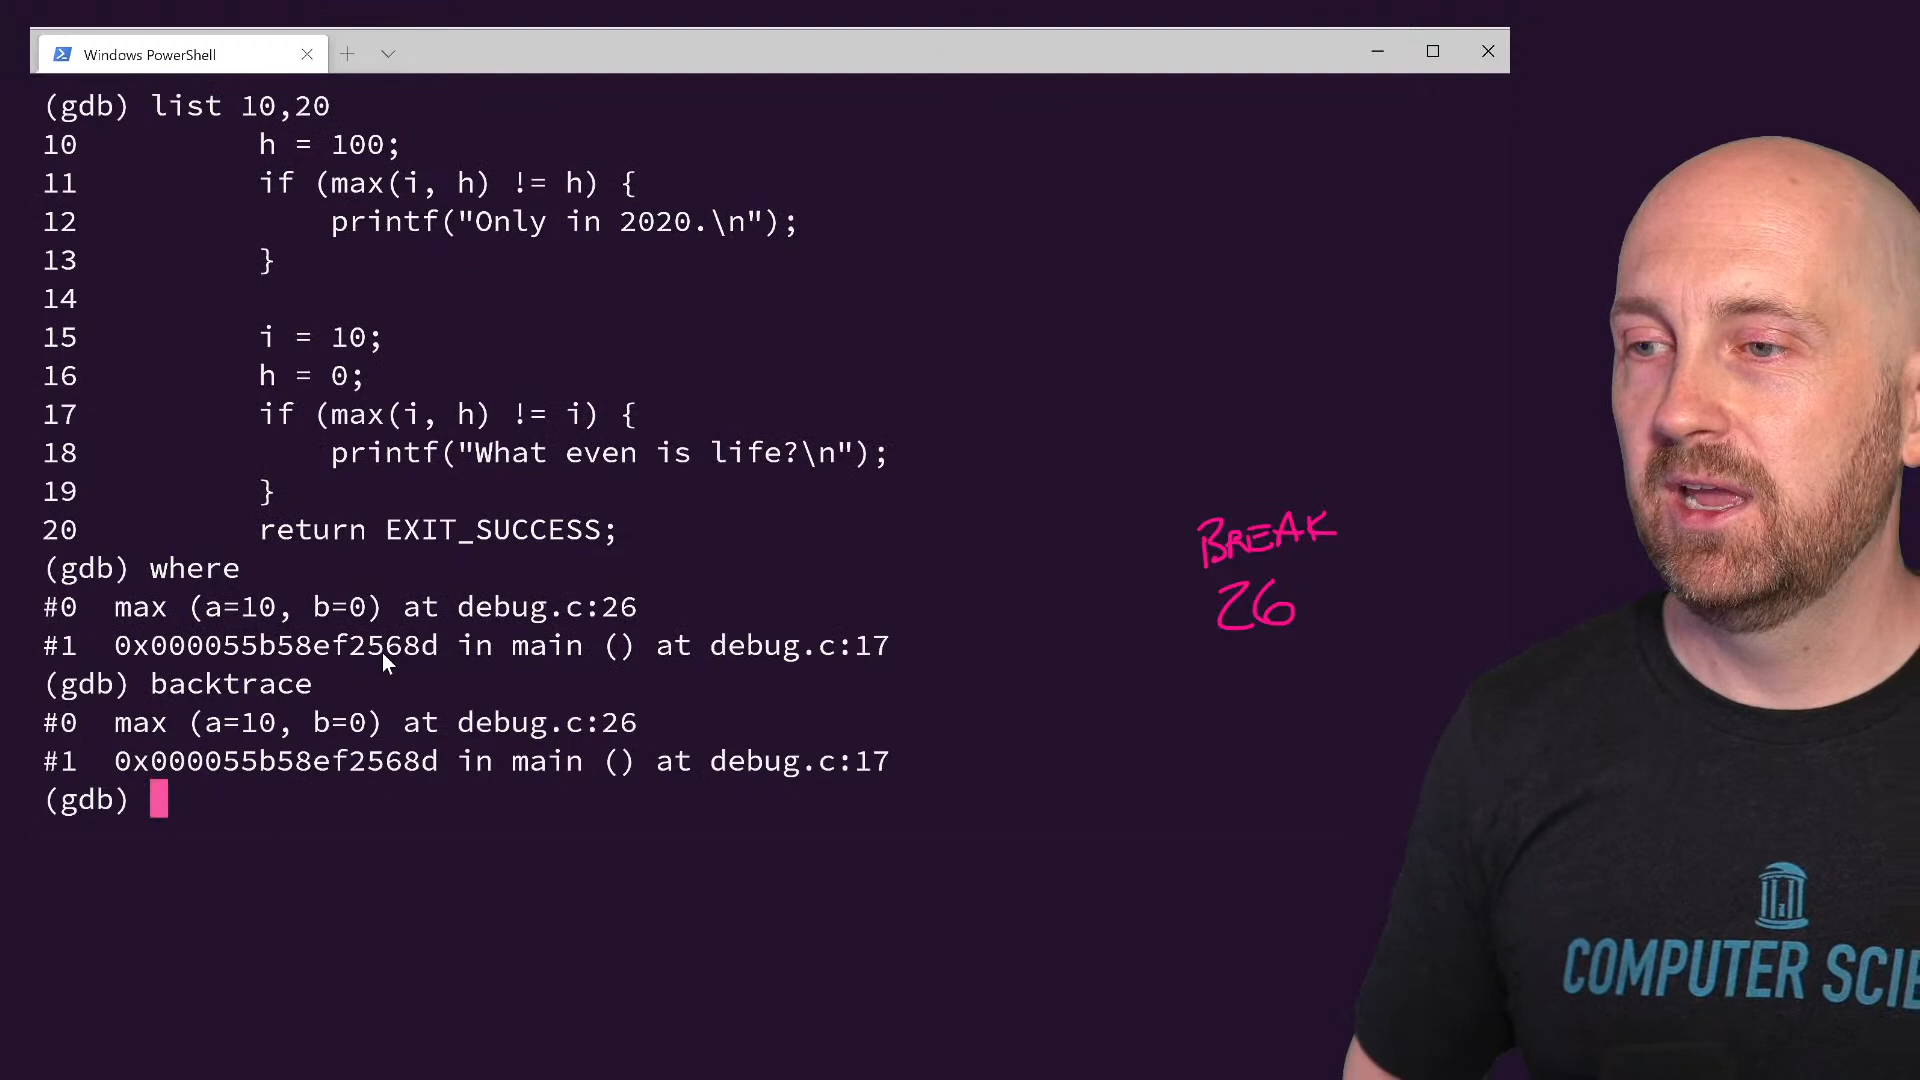 Windows PowerShell
(gdb) list 10,20
10 h = 100;
11 if (max(i, h) != h) {
12 printf("Only in 2020.\n");
13 }
14
15 i = 10;
16 h = 0;
17 if (max(i, h) != i) {
18 printf("What even is life?\n");
19 }
20 return EXIT_SUCCESS;
(gdb) where
#0 max (a=10, b=0) at debug.c:26
#1 0x000055b58ef2568d in main () at debug.c:17
(gdb) backtrace
#0 max (a=10, b=0) at debug.c:26
#1 0x000055b58ef2568d in main () at debug.c:17
(gdb)
BREAK
26
COMPUTER SCIE